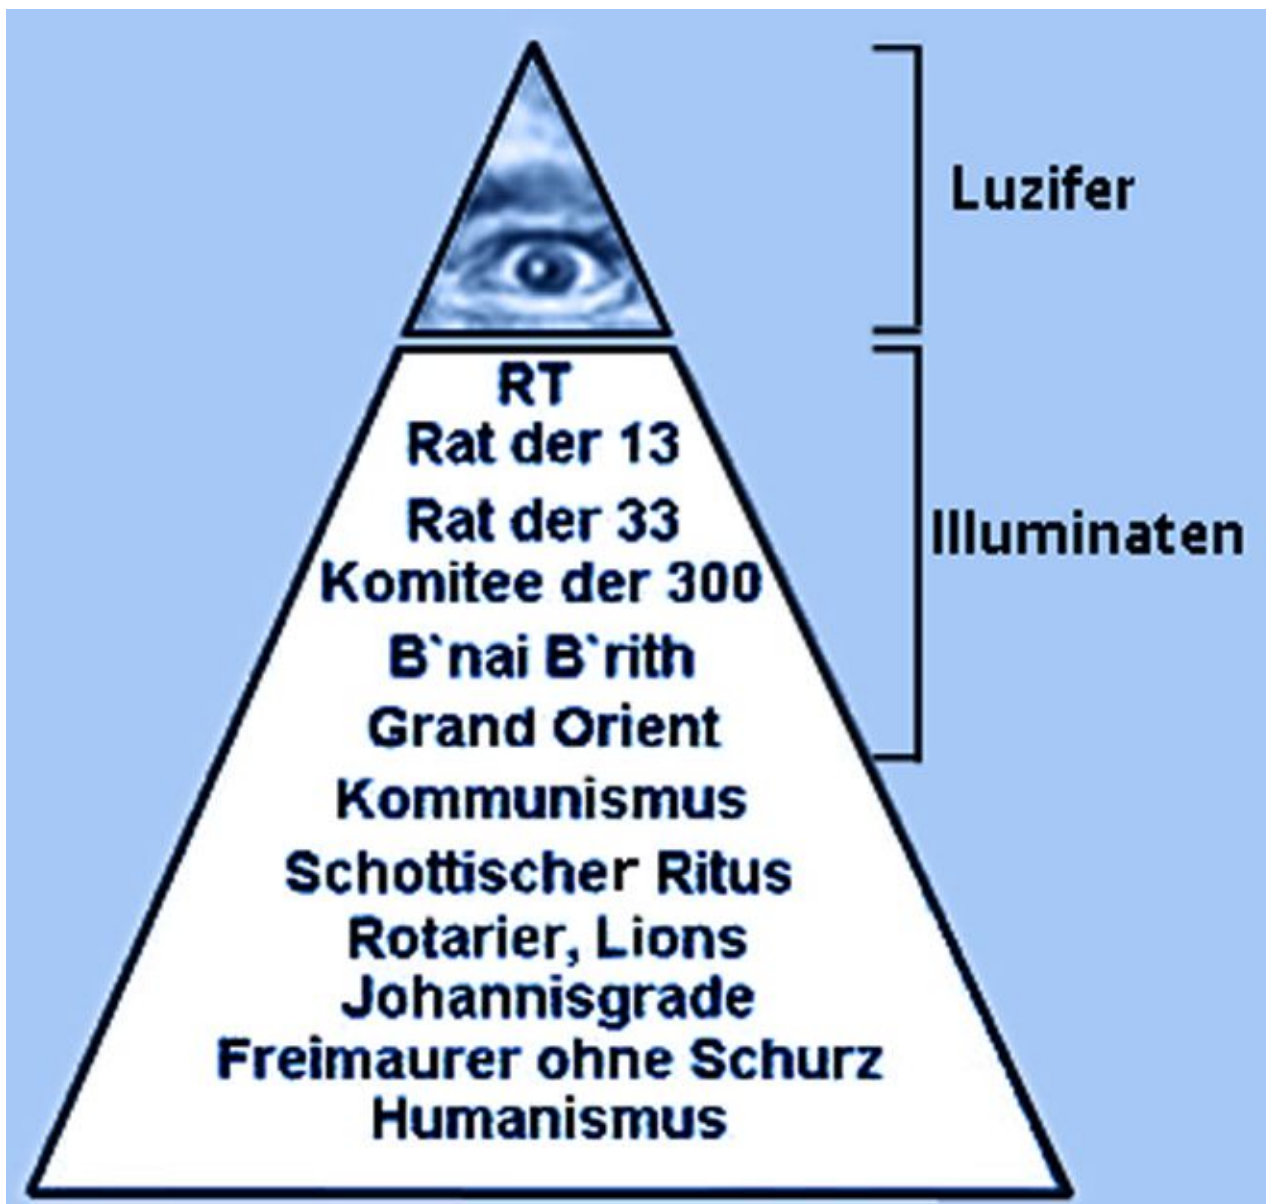 Luzifer
RT
Rat der 13
Rat der 33
Illuminaten
Komitee der 300
B`nai B`rith
Grand Orient
Kommunismus
Schottischer Ritus
Rotarier, Lions
Johannisgrade
Freimaurer ohne Schurz
Humanismus